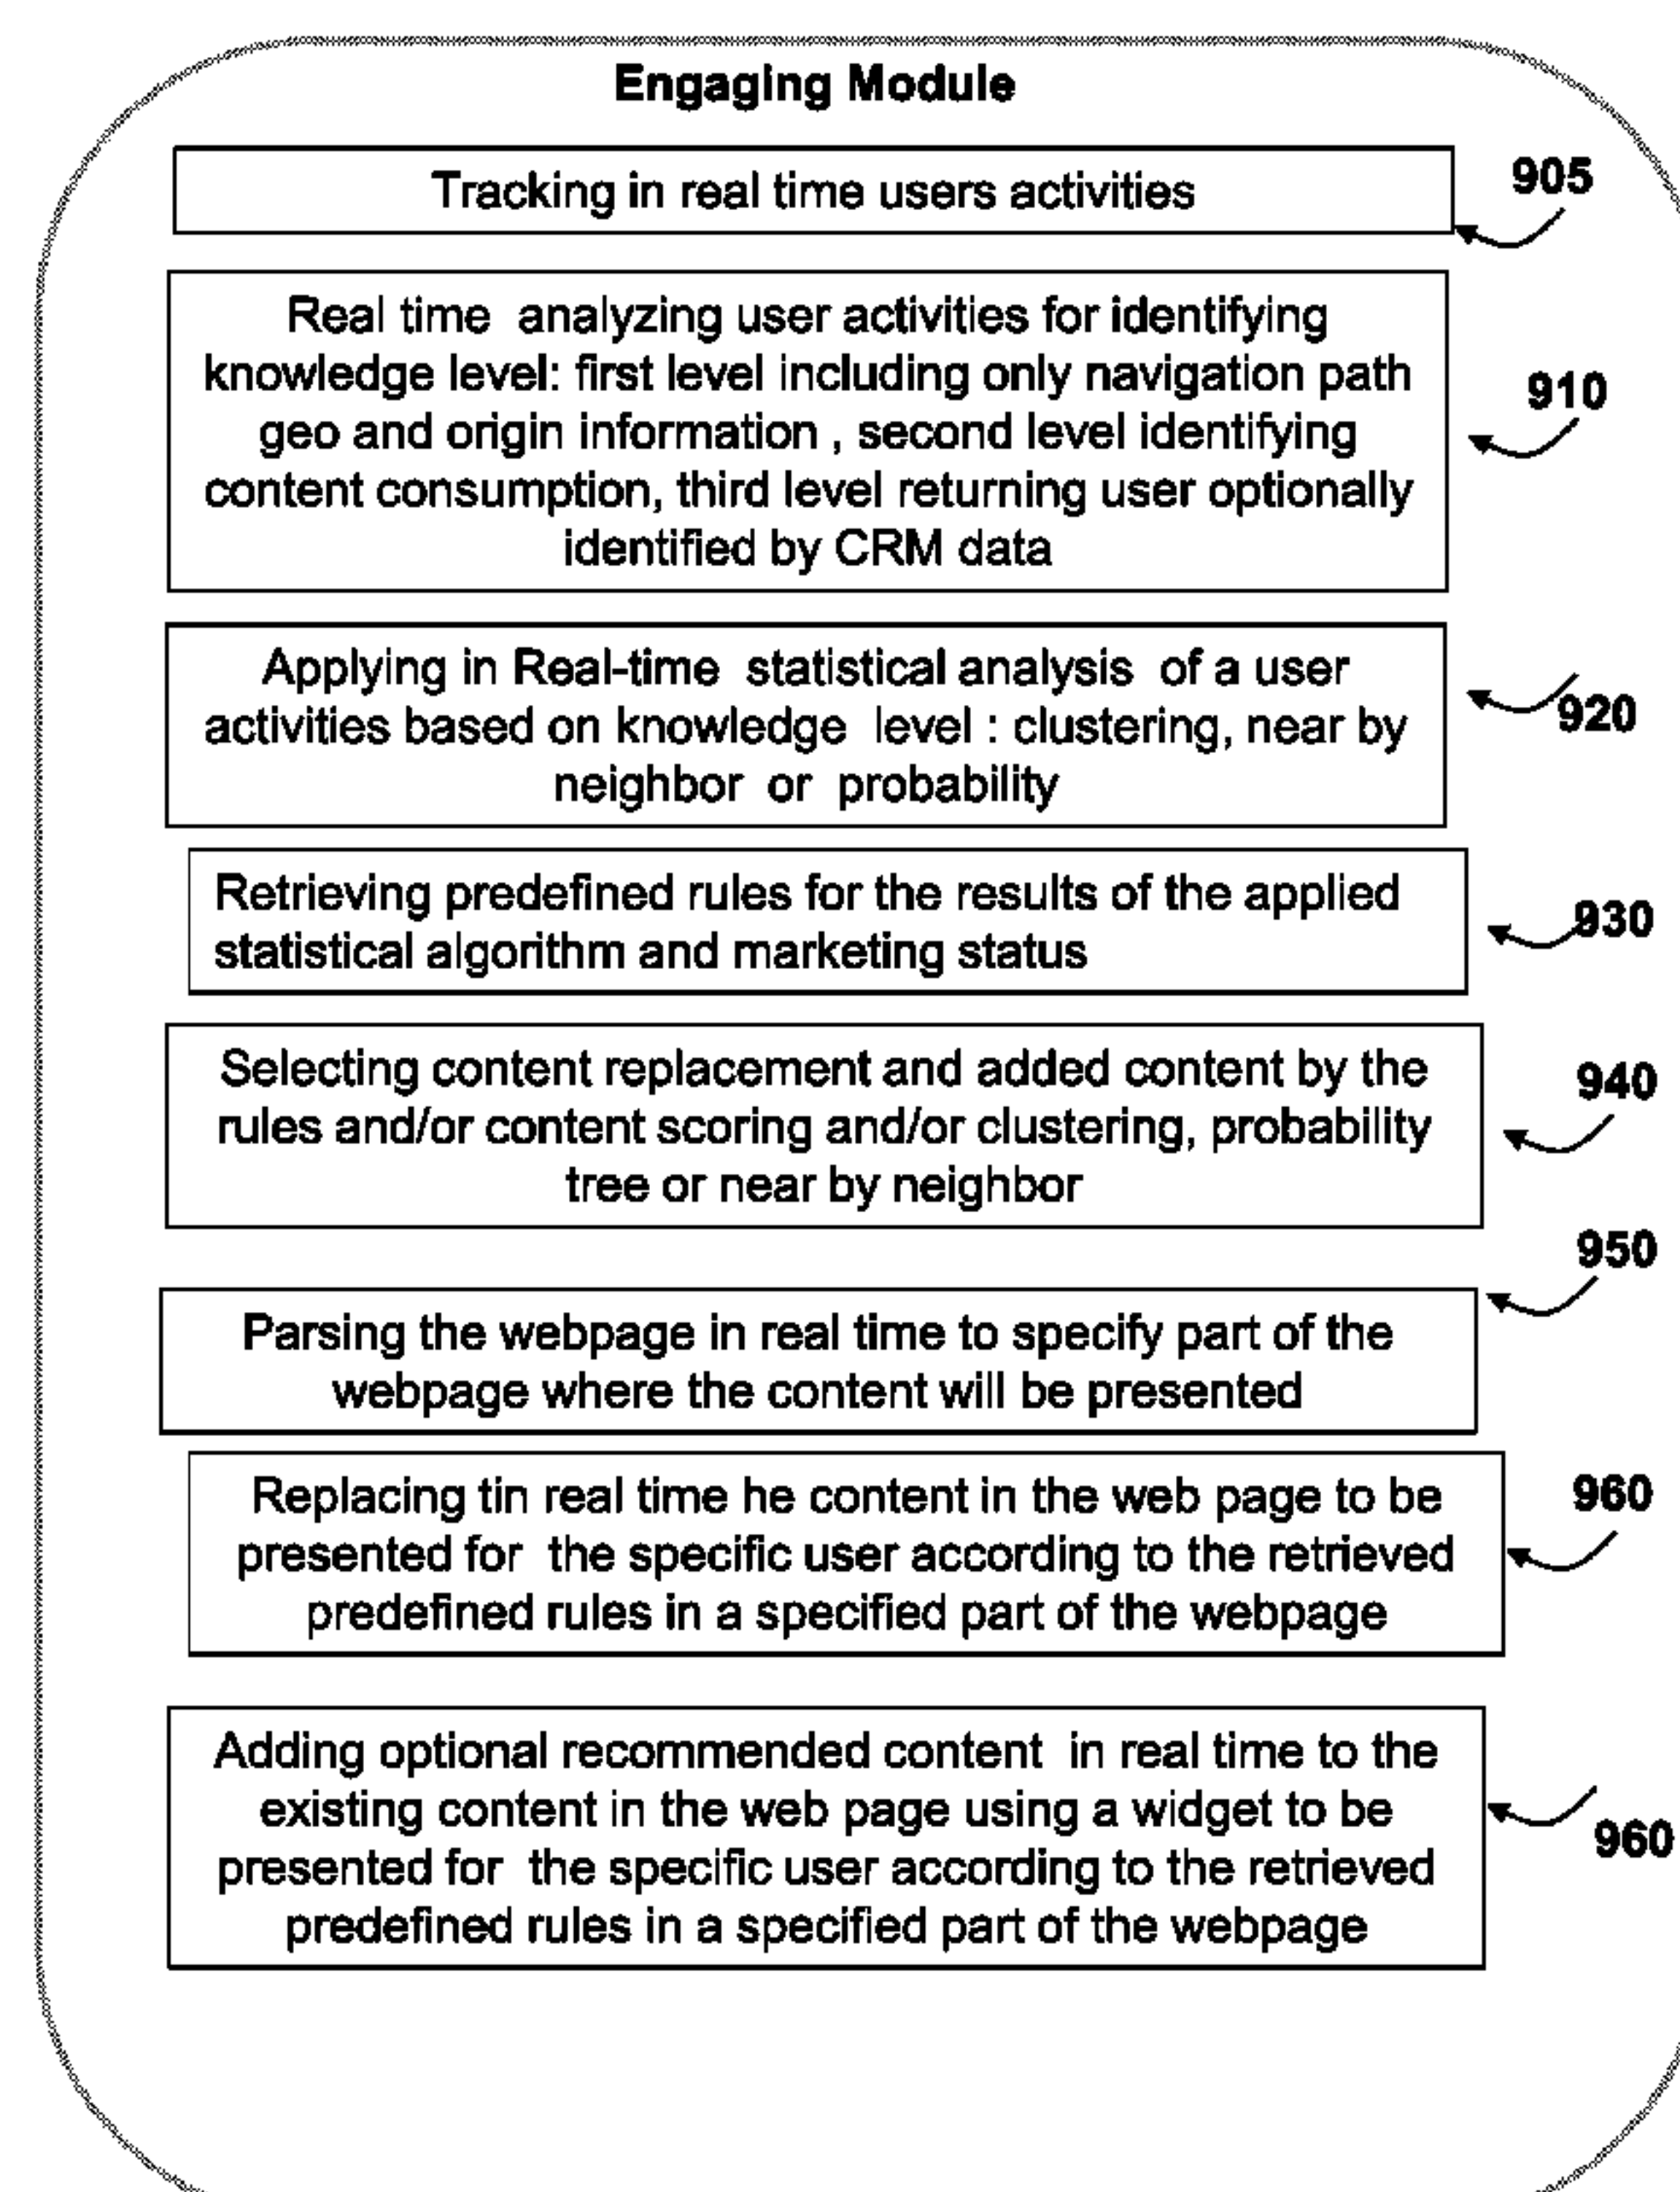 Engaging Module
Tracking in real time users activities
905
Real time analyzing user activities for identifying
knowledge level: first level including only navigation path
geo and origin information , second level identifying
content consumption, third level returning user optionally
identified by CRM data
910
Applying in Real-time statistical analysis of a user
activities based on knowledge level : clustering, near by
neighbor or probability
920
Retrieving predefined rules for the results of the applied
statistical algorithm and marketing status
930
Selecting content replacement and added content by the
rules and/or content scoring and/or clustering, probability
tree or near by neighbor
940
950
Parsing the webpage in real time to specify part of the
webpage where the content will be presented
Replacing tin real time he content in the web page to be
presented for the specific user according to the retrieved
predefined rules in a specified part of the webpage
960
Adding optional recommended content in real time to the
existing content in the web page using a widget to be
presented for the specific user according to the retrieved
predefined rules in a specified part of the webpage
960